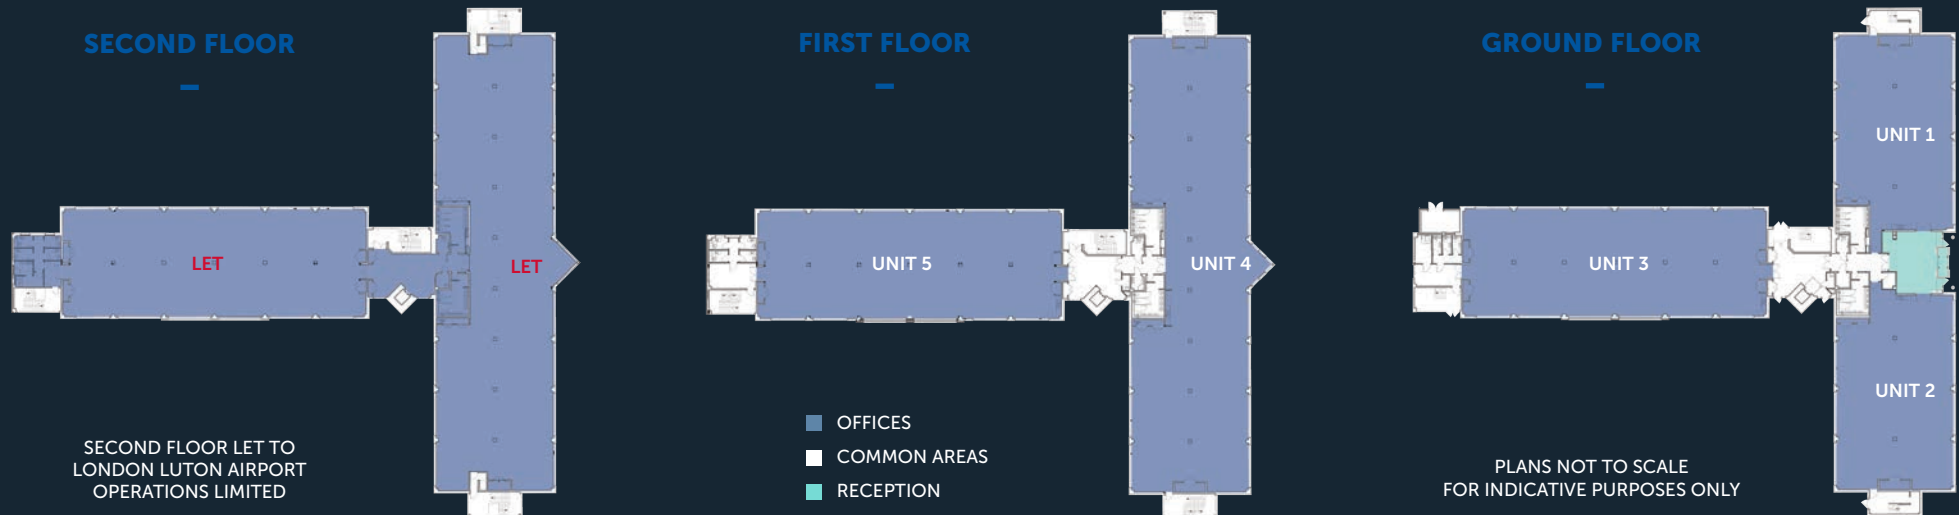 SECOND FLOOR
LET
LET
SECOND FLOOR LET TO
LONDON LUTON AIRPORT
OPERATIONS LIMITED
FIRST FLOOR
UNIT 5
UNIT 4
OFFICES
COMMON AREAS
RECEPTION
GROUND FLOOR
UNIT 1
UNIT 3
UNIT 2
PLANS NOT TO SCALE
FOR INDICATIVE PURPOSES ONLY